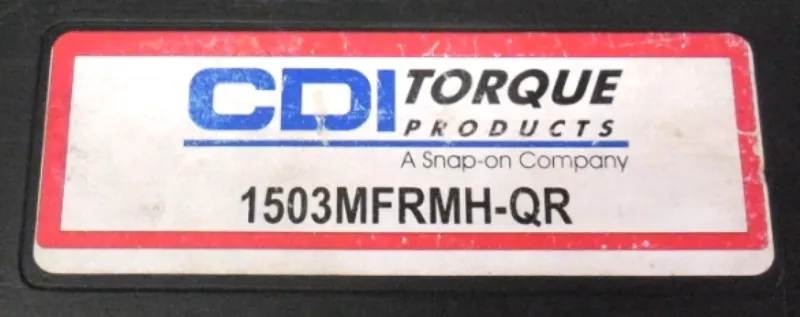 CDI TORQUE
PRODUCTS
A Snap-on Company
1503MFRMH-QR